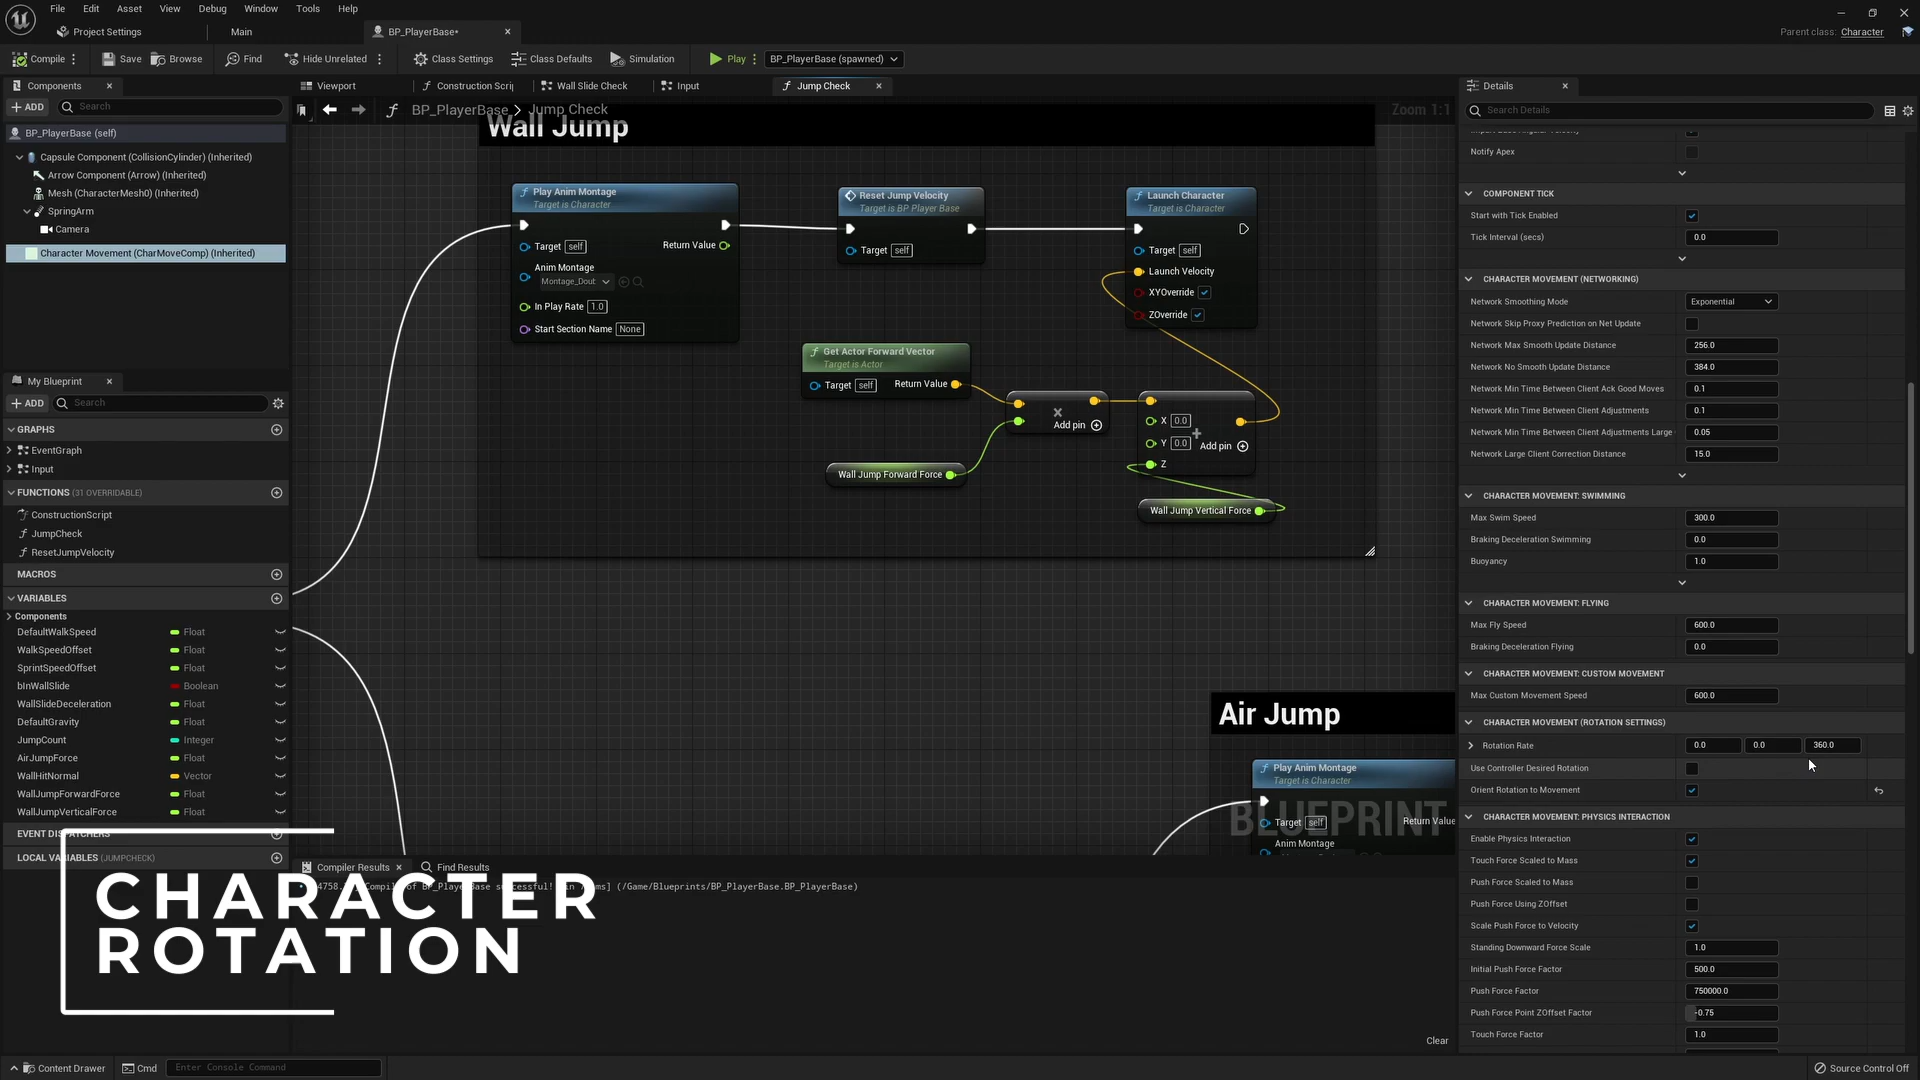 File Edit Asset View Debug Window Tools Help
Project Settings Main BP_PlayerBase* Parent class: Character
Compile Save Browse Find Hide Unrelated Class Settings Class Defaults Simulation Play BP_PlayerBase (spawned)
Components
ADD Search
BP_PlayerBase (self)
Capsule Component (CollisionCylinder) (Inherited)
Arrow Component (Arrow) (Inherited)
Mesh (CharacterMesh0) (Inherited)
SpringArm
Camera
Character Movement (CharMoveComp) (Inherited)
My Blueprint
ADD Search
GRAPHS
EventGraph
Input
FUNCTIONS (31 OVERRIDABLE)
ConstructionScript
JumpCheck
ResetJumpVelocity
MACROS
VARIABLES
Components
DefaultWalkSpeed Float
WalkSpeedOffset Float
SprintSpeedOffset Float
bInWallSlide Boolean
WallSlideDeceleration Float
DefaultGravity Float
JumpCount Integer
AirJumpForce Float
WallHitNormal Vector
WallJumpForwardForce Float
WallJumpVerticalForce Float
LOCAL VARIABLES (JUMPCHECK)
CHARACTER
ROTATION
Viewport Construction Scri Wall Slide Check Input Jump Check
BP_PlayerBase > Jump Check Zoom 1:1
Wall Jump
Play Anim Montage
Target is Character
Target self Return Value
Anim Montage
Montage_Doub
In Play Rate 1.0
Start Section Name None
Reset Jump Velocity
Target is BP Player Base
Target self
Launch Character
Target is Character
Target self
Launch Velocity
XYOverride
ZOverride
Get Actor Forward Vector
Target is Actor
Target self Return Value
Add pin
X 0.0
Y 0.0 Add pin
Z
Wall Jump Forward Force
Wall Jump Vertical Force
Air Jump
Play Anim Montage
Target is Character
Target self Return Value
Anim Montage
BLUEPRINT
Compiler Results Find Results
BP_PlayerBase successful! (/Game/Blueprints/BP_PlayerBase.BP_PlayerBase)
Clear
Details
Search Details
Notify Apex
COMPONENT TICK
Start with Tick Enabled
Tick Interval (secs) 0.0
CHARACTER MOVEMENT (NETWORKING)
Network Smoothing Mode Exponential
Network Skip Proxy Prediction on Net Update
Network Max Smooth Update Distance 256.0
Network No Smooth Update Distance 384.0
Network Min Time Between Client Ack Good Moves 0.1
Network Min Time Between Client Adjustments 0.1
Network Min Time Between Client Adjustments Large 0.05
Network Large Client Correction Distance 15.0
CHARACTER MOVEMENT: SWIMMING
Max Swim Speed 300.0
Braking Deceleration Swimming 0.0
Buoyancy 1.0
CHARACTER MOVEMENT: FLYING
Max Fly Speed 600.0
Braking Deceleration Flying 0.0
CHARACTER MOVEMENT: CUSTOM MOVEMENT
Max Custom Movement Speed 600.0
CHARACTER MOVEMENT (ROTATION SETTINGS)
Rotation Rate 0.0 0.0 360.0
Use Controller Desired Rotation
Orient Rotation to Movement
CHARACTER MOVEMENT: PHYSICS INTERACTION
Enable Physics Interaction
Touch Force Scaled to Mass
Push Force Scaled to Mass
Push Force Using ZOffset
Scale Push Force to Velocity
Standing Downward Force Scale 1.0
Initial Push Force Factor 500.0
Push Force Factor 750000.0
Push Force Point ZOffset Factor -0.75
Touch Force Factor 1.0
Content Drawer Cmd Enter Console Command Source Control Off